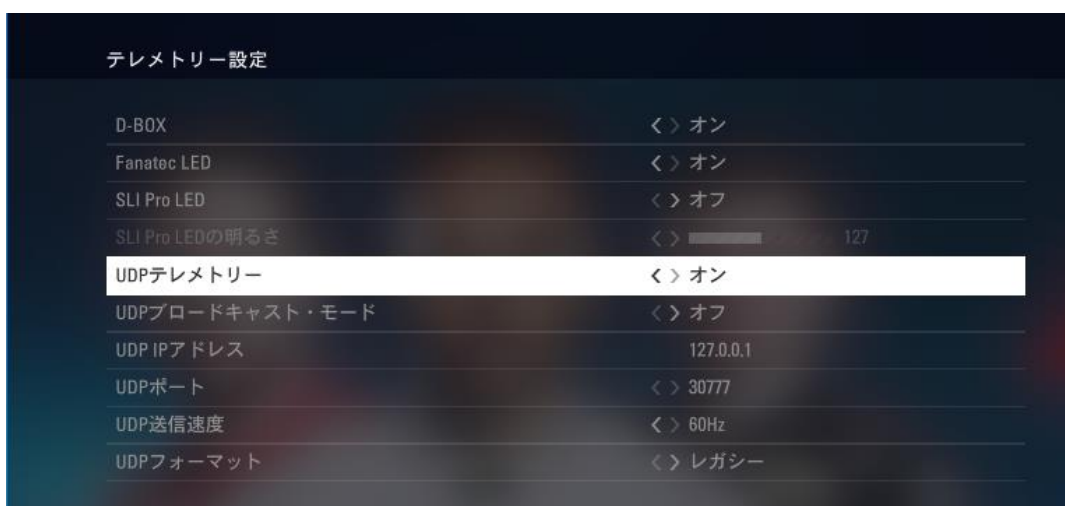 テレメトリー設定
D-BOX < > オン
Fanatec LED < > オン
SLI Pro LED < > オフ
SLI Pro LEDの明るさ < > 127
UDPテレメトリー < > オン
UDPブロードキャスト・モード < > オフ
UDP IPアドレス 127.0.0.1
UDPポート < > 30777
UDP送信速度 < > 60Hz
UDPフォーマット < > レガシー